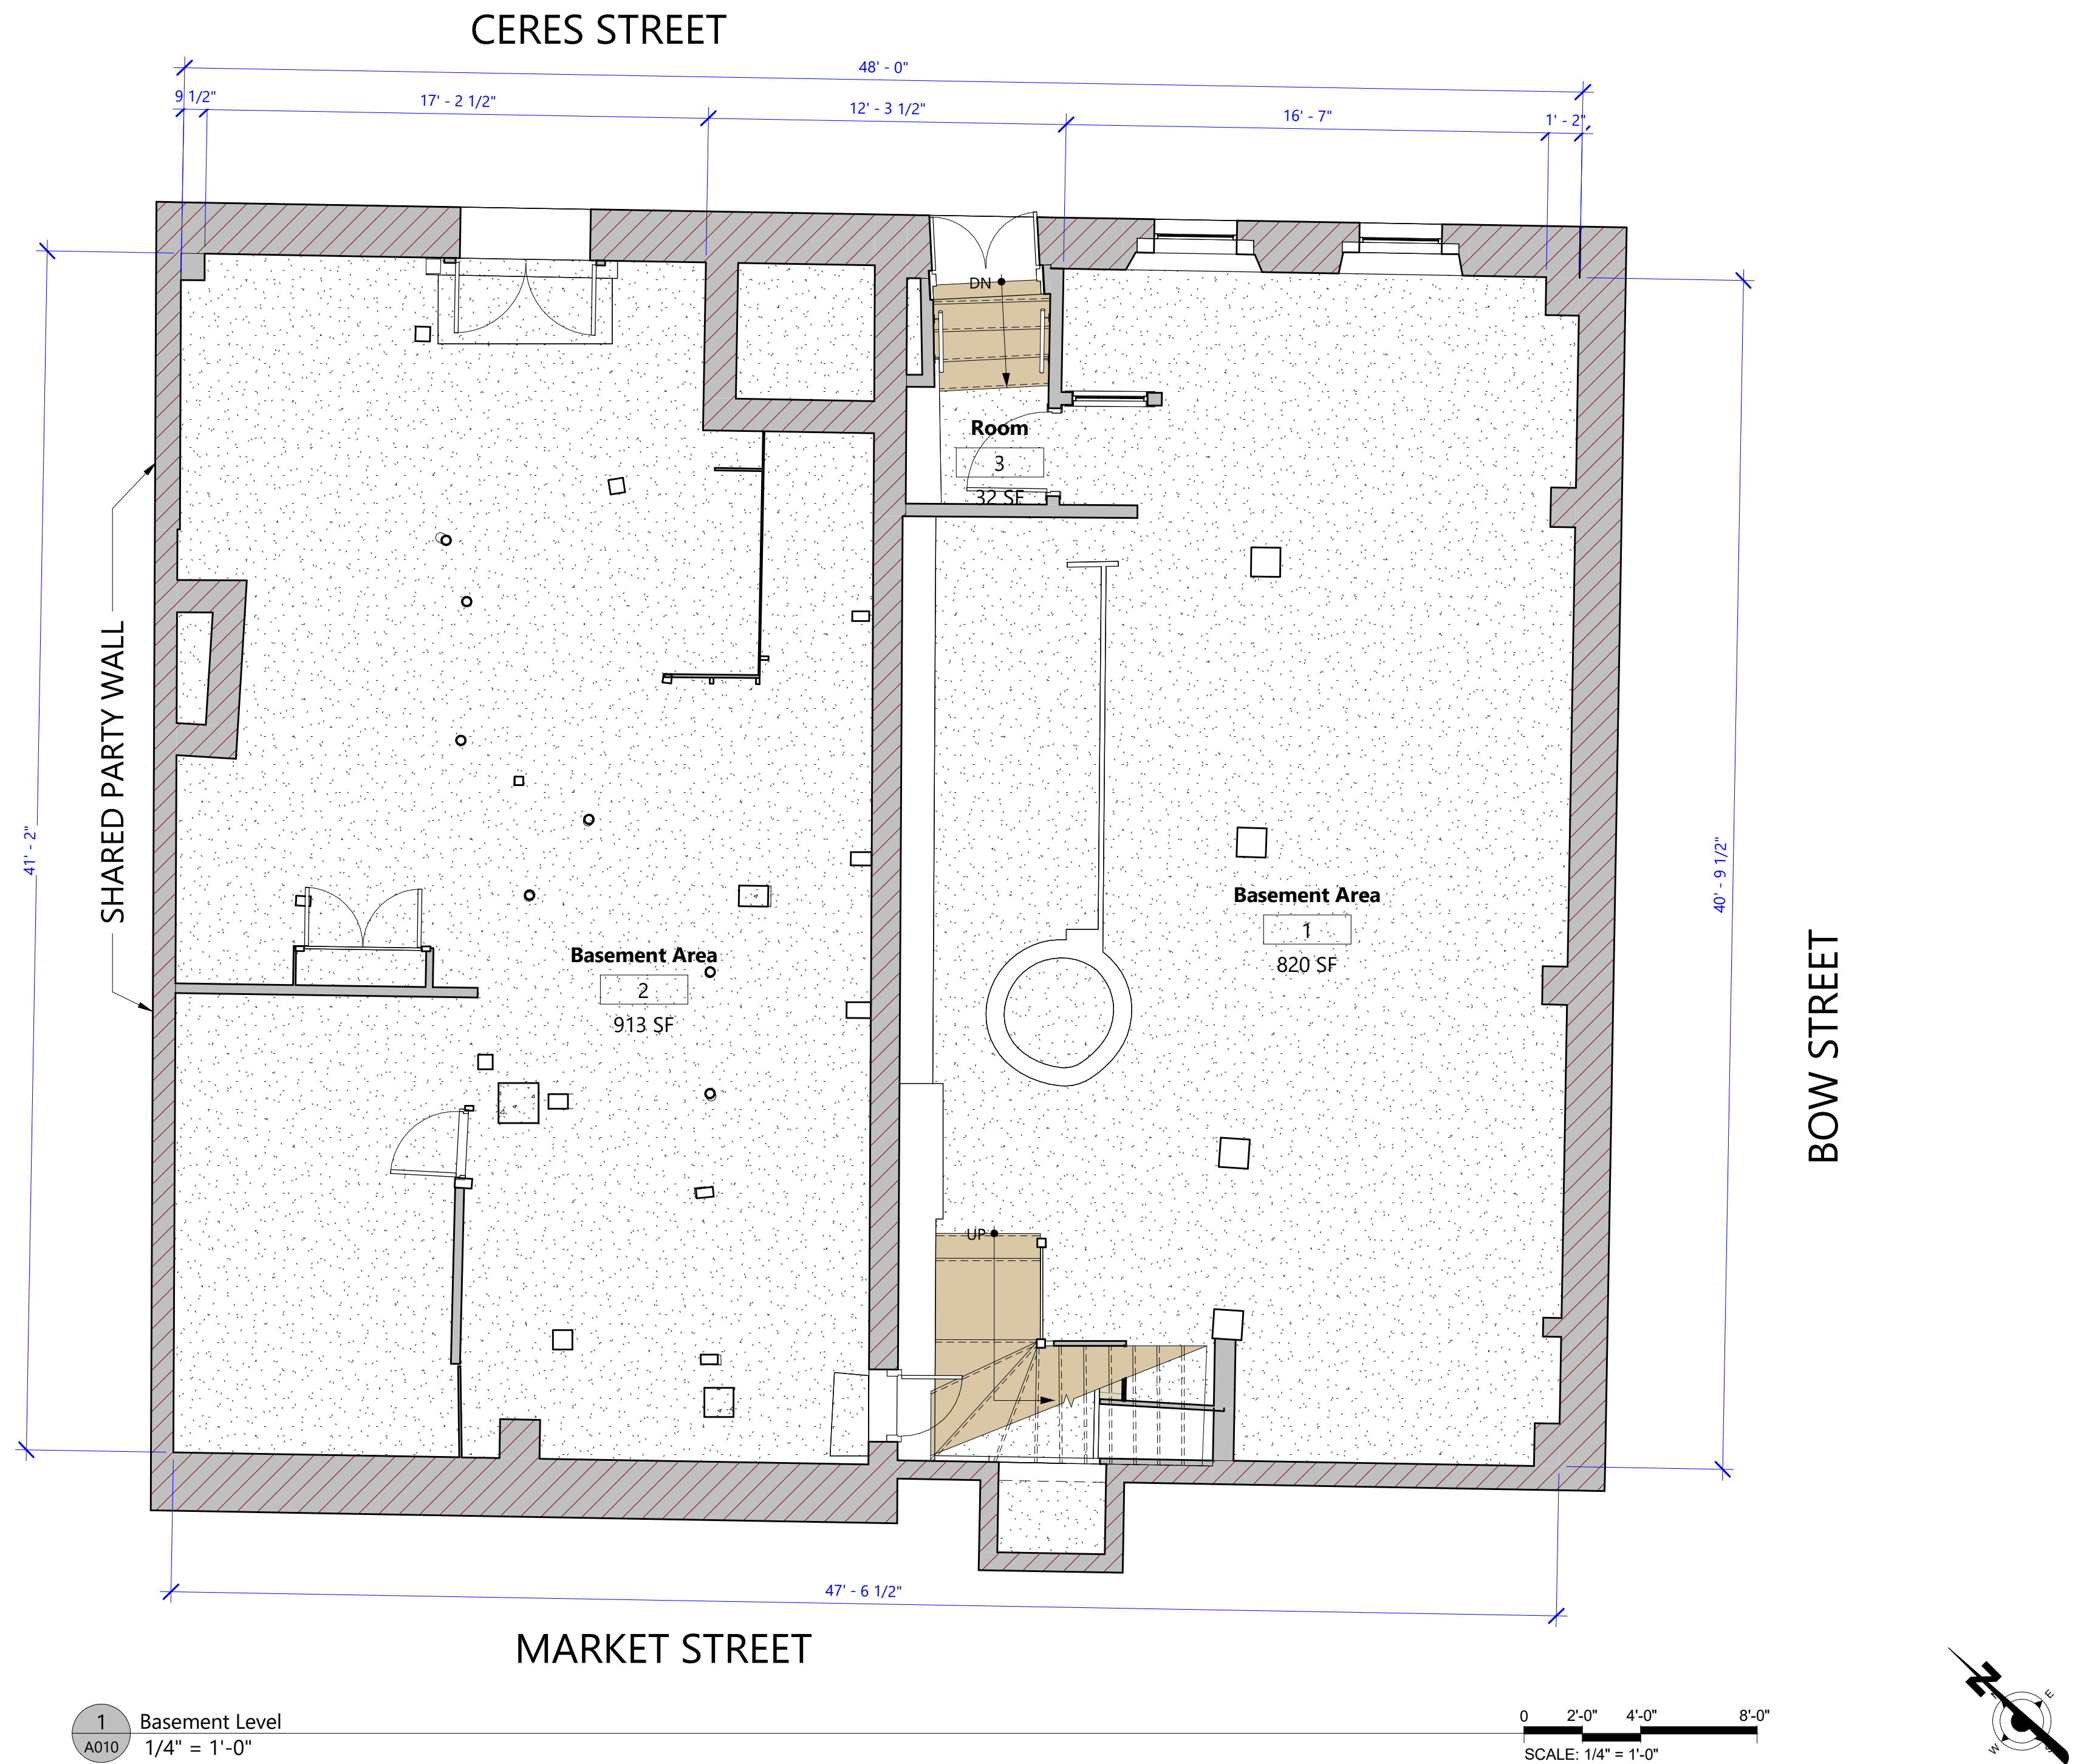 CERES STREET
48' - 0"
9 1/2"
17' - 2 1/2"
12' - 3 1/2"
16' - 7"
1' - 2"
DN
Room
3
32 SF
SHARED PARTY WALL
41' - 2"
40' - 9 1/2"
BOW STREET
Basement Area
1
820 SF
Basement Area
2
913 SF
UP
47' - 6 1/2"
MARKET STREET
1
A010
Basement Level
1/4" = 1'-0"
0 2'-0" 4'-0" 8'-0"
SCALE: 1/4" = 1'-0"
N
E
W